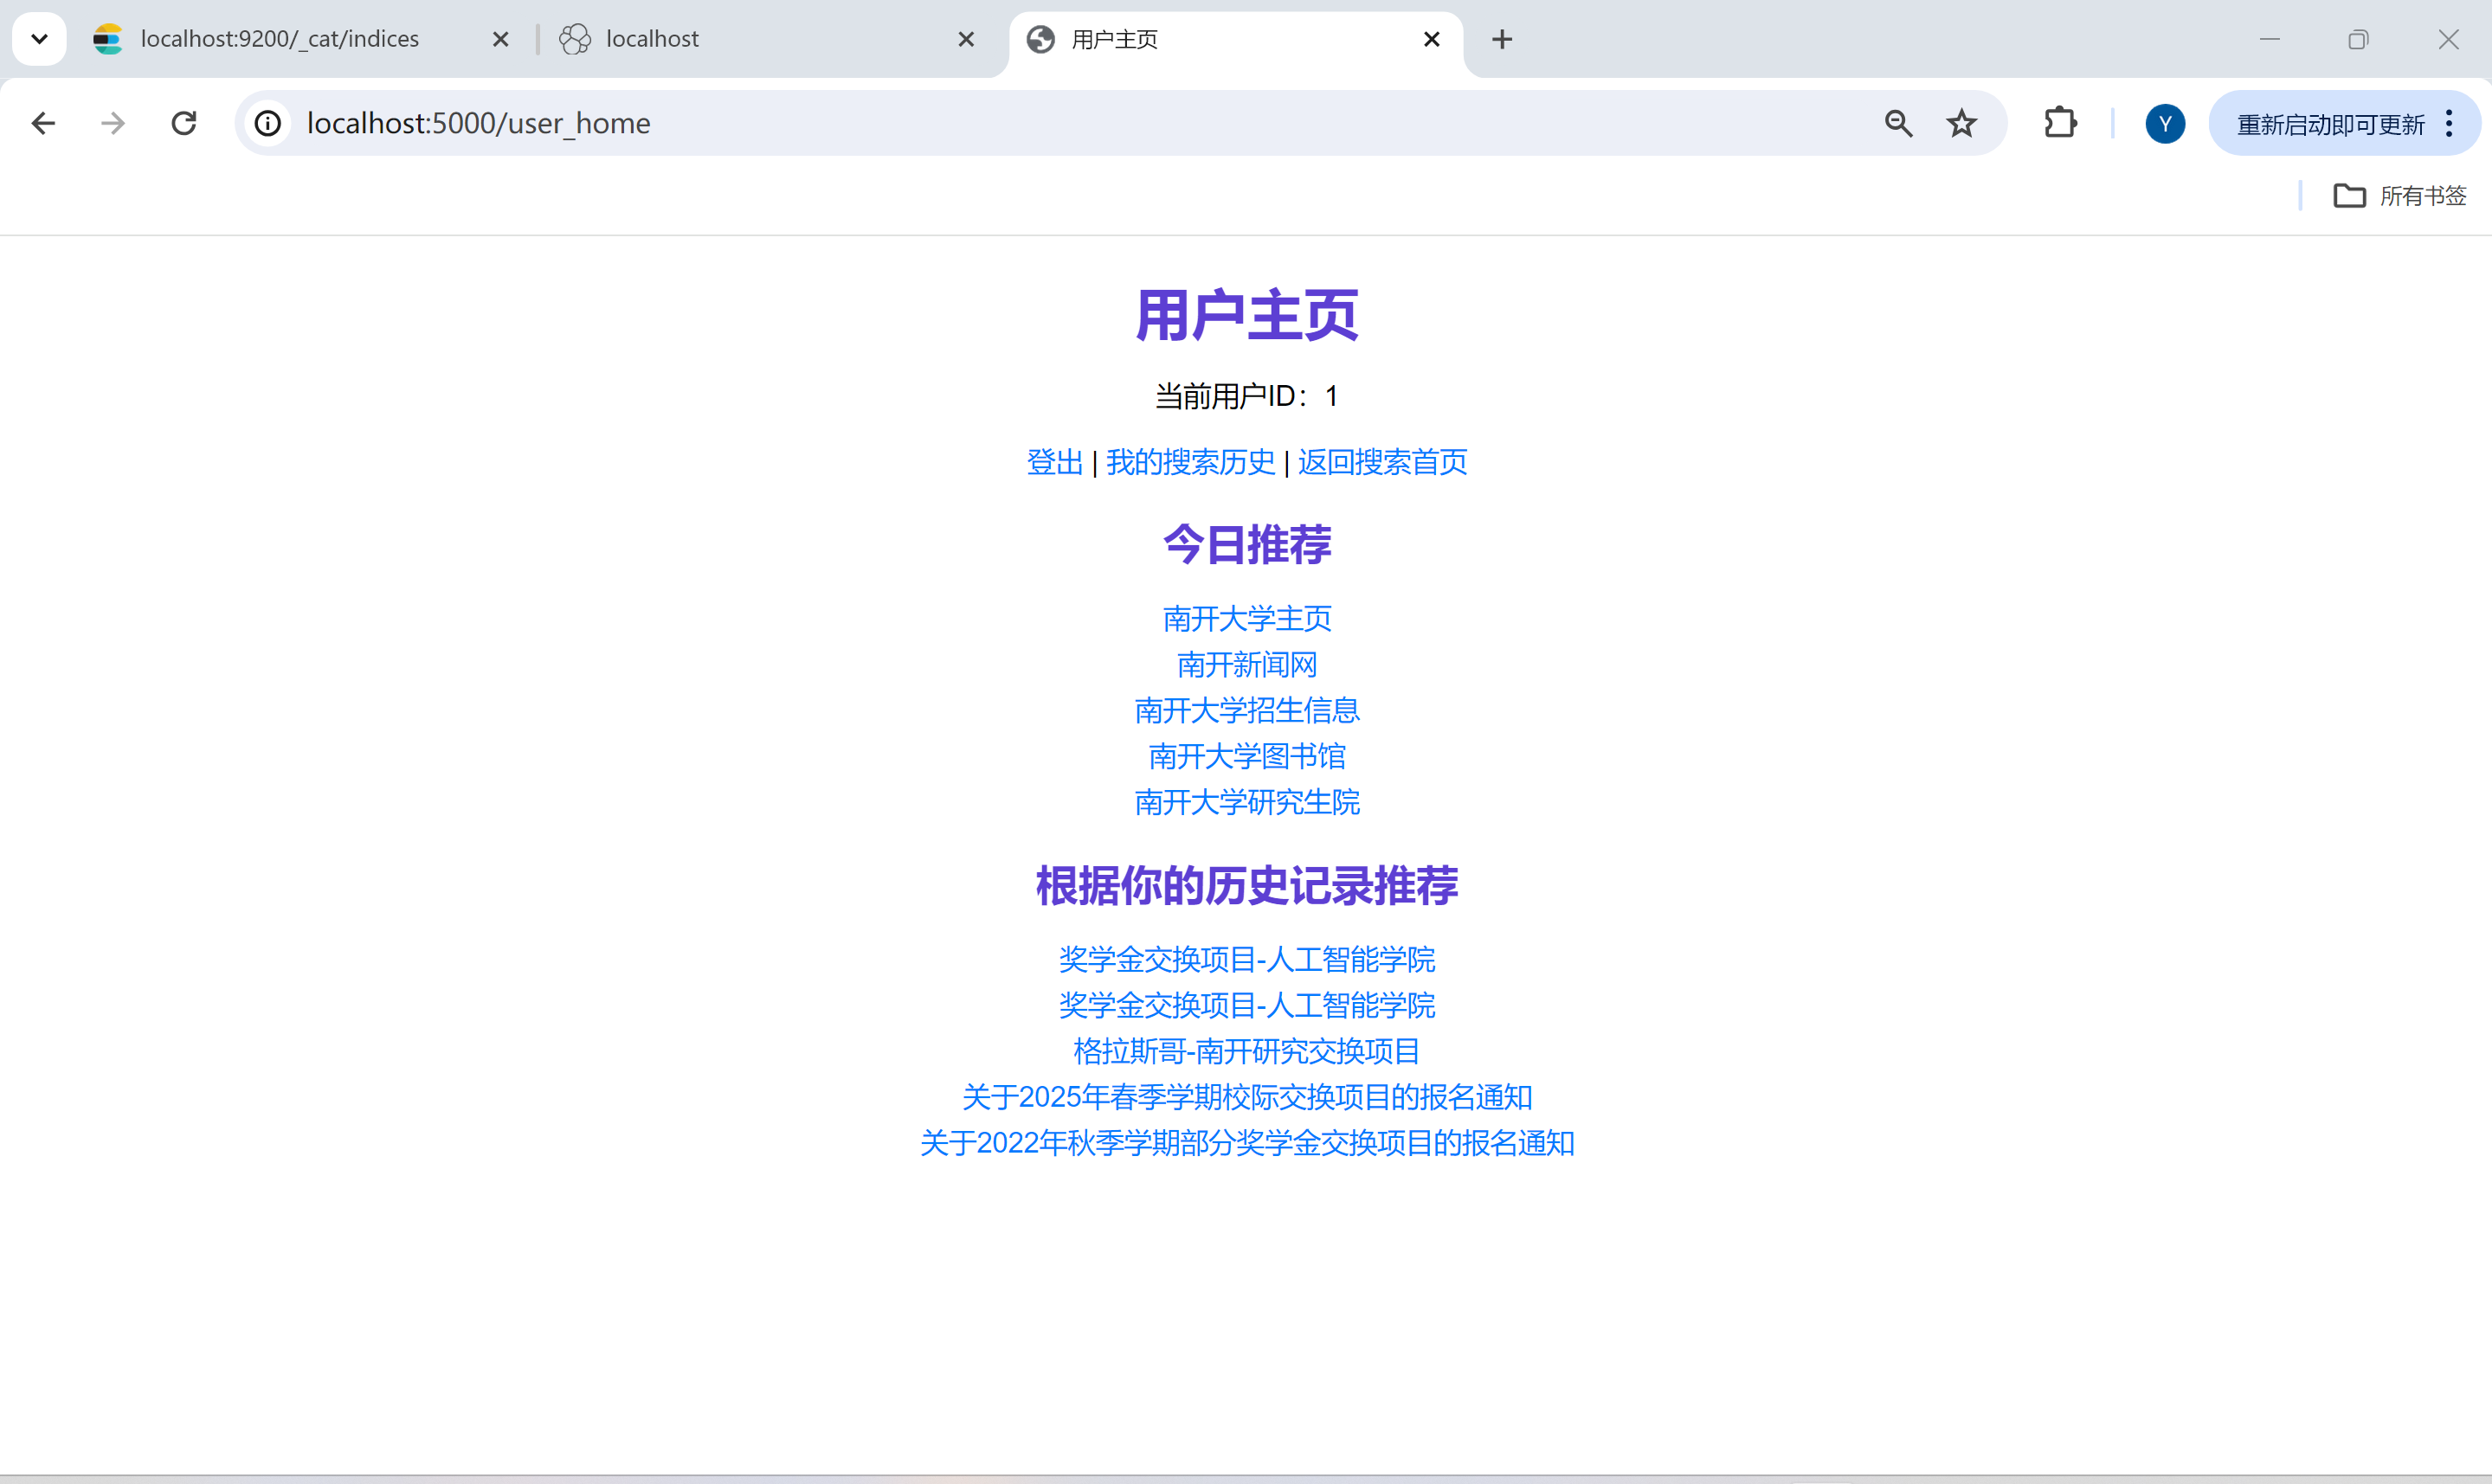 localhost:9200/_cat/indices
localhost
用户主页
localhost:5000/user_home
Y
重新启动即可更新
所有书签
用户主页
当前用户ID：1
登出 | 我的搜索历史 | 返回搜索首页
今日推荐
南开大学主页
南开新闻网
南开大学招生信息
南开大学图书馆
南开大学研究生院
根据你的历史记录推荐
奖学金交换项目-人工智能学院
奖学金交换项目-人工智能学院
格拉斯哥-南开研究交换项目
关于2025年春季学期校际交换项目的报名通知
关于2022年秋季学期部分奖学金交换项目的报名通知